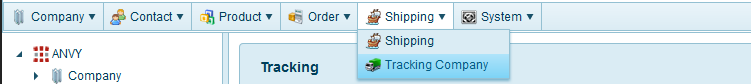 Company Contact Product Order Shipping System
ANVY
Company
Shipping
Tracking Company
Tracking